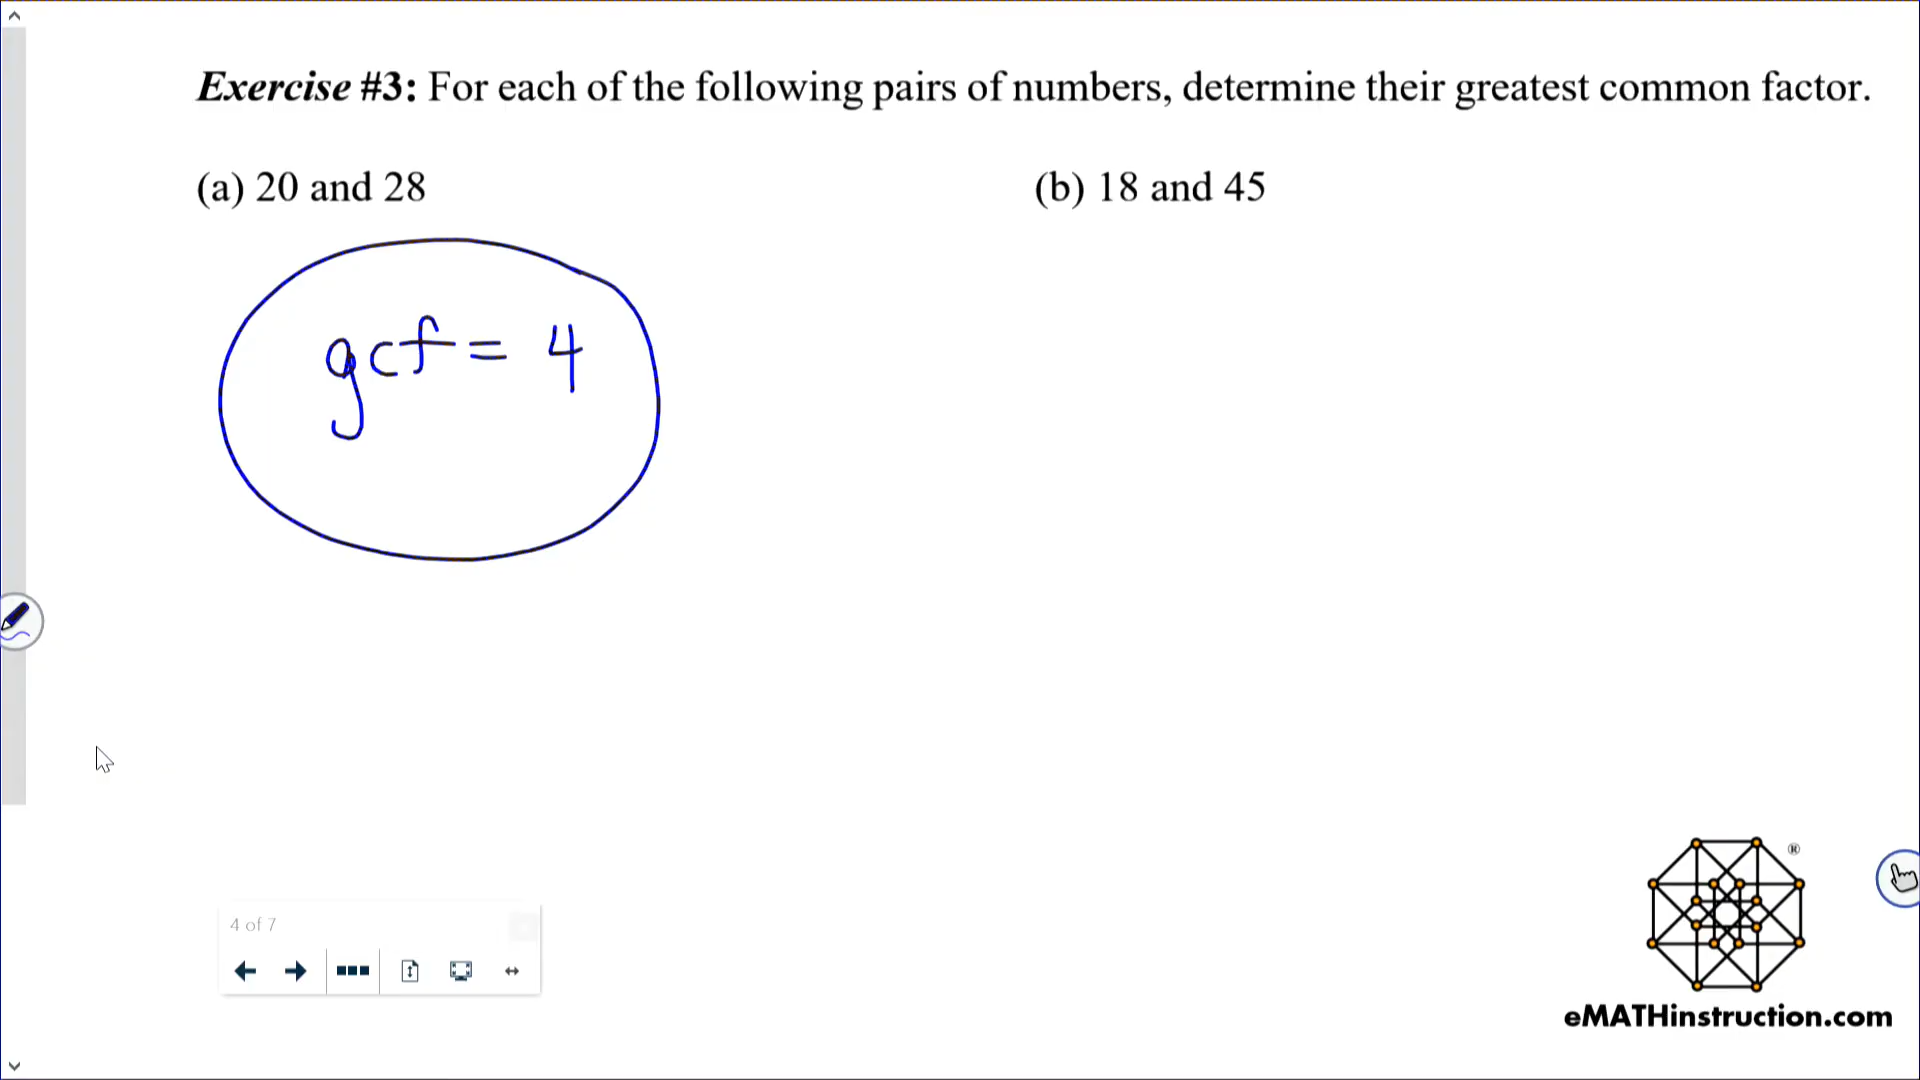 Exercise #3: For each of the following pairs of numbers, determine their greatest common factor.
(a) 20 and 28
(b) 18 and 45
gcf = 4
4 of 7
®
eMATHinstruction.com